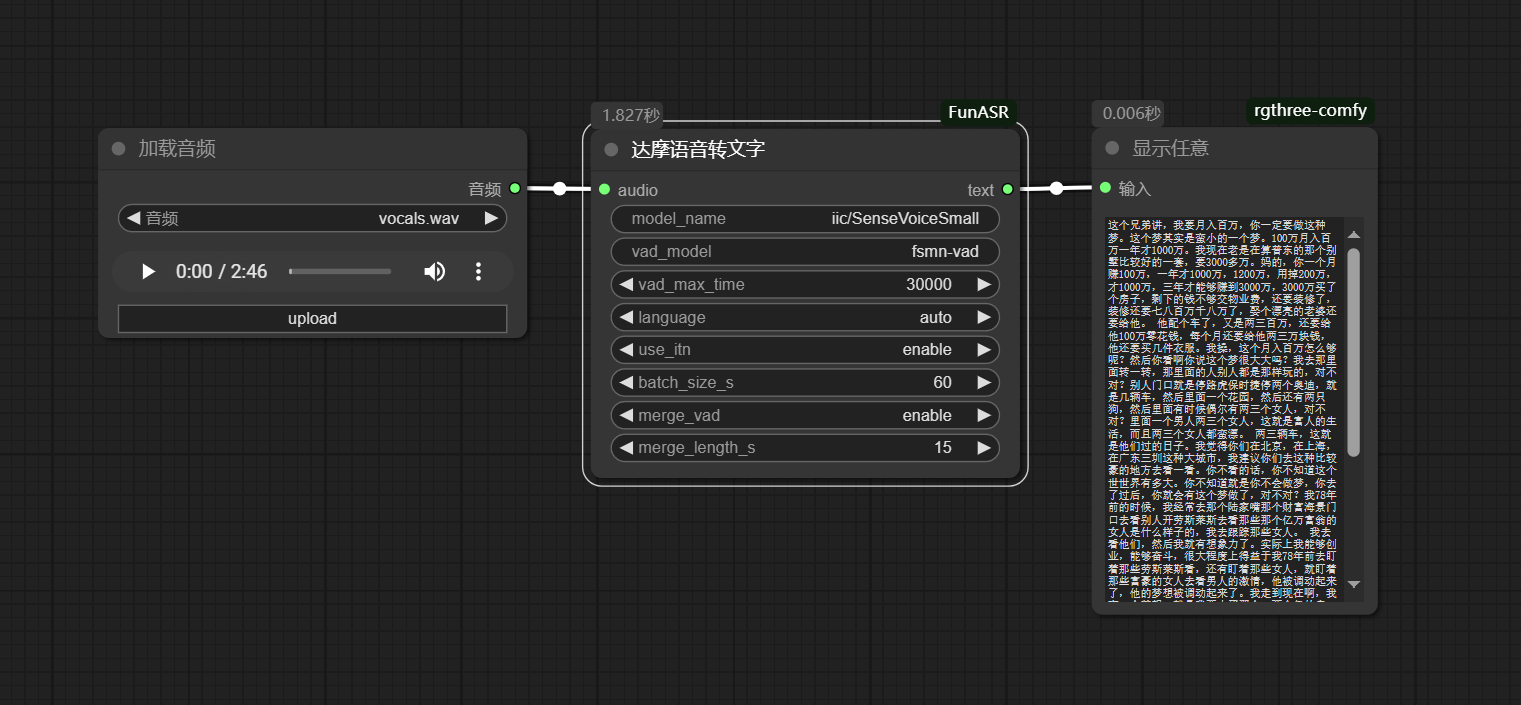 加载音频
音频
音频
vocals.wav
0:00 / 2:46
upload
1.827秒
FunASR
达摩语音转文字
audio
text
model_name
iic/SenseVoiceSmall
vad_model
fsmn-vad
vad_max_time
30000
language
auto
use_itn
enable
batch_size_s
60
merge_vad
enable
merge_length_s
15
0.006秒
rgthree-comfy
显示任意
输入
这个兄弟讲，我要月入百万，你一定要做这种
梦。这个梦其实是蛮小的一个梦。100万月入百
万一年才1000万。我现在老是在算普东的那个别
墅比较好的一套，要3000多万。妈的，你一个月
赚100万，一年才1000万，1200万，用掉200万，
才1000万，三年才能够赚到3000万，3000万买了
个房子，剩下的钱不够交物业费，还要装修了，
装修还要七八百万千八万了，娶个漂亮的老婆还
要给他。 他配个车了，又是两三百万，还要给
他100万零花钱，每个月还要给他两三万块钱，
他还要买几件衣服。我操，这个月入百万怎么够
呢？然后你看啊你说这个梦很大大吗？我去那里
面转一转，那里面的人别人都是那样玩的，对不
对？别人门口就是停路虎保时捷停两个奥迪，就
是几辆车，然后里面一个花园，然后还有两只
狗，然后里面有时候偶尔有两三个女人，对不
对？里面一个男人两三个女人，这就是富人的生
活，而且两三个女人都蛮漂。 两三辆车，这就
是他们过的日子。我觉得你们在北京，在上海，
在广东三圳这种大城市，我建议你们去这种比较
豪的地方去看一看。你不看的话，你不知道这个
世世界有多大。你不知道就是你不会做梦，你去
了过后，你就会有这个梦做了，对不对？我78年
前的时候，我经常去那个陆家嘴那个财富海景门
口去看别人开劳斯莱斯去看那些那个亿万富翁的
女人是什么样子的，我去跟踪那些女人。 我去
看他们，然后我就有想象力了。实际上我能够创
业，能够奋斗，很大程度上得益于我78年前去盯
着那些劳斯莱斯看，还有盯着那些女人，就盯着
那些富豪的女人去看男人的激情，他被调动起来
了，他的梦想被调动起来了。我走到现在啊，我